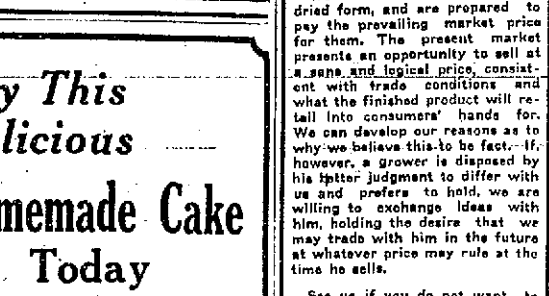 y This
licious
memade Cake
Today
dried form, and are prepared to
pay the prevailing market price
for them. The present market
presents an opportunity to sell at
a sane and logical price, consist-
ent with trade conditions and
what the finished product will re-
tail into consumers' hands for.
We can develop our reasons as to
why we believe this to be fact. If,
however, a grower is disposed by
his judgment to differ with
us and prefers to hold, we are
willing to exchange ideas with
him, holding the desire that we
may trade with him in the future
at whatever price may rule at the
time he sells.
See us if you do not want to